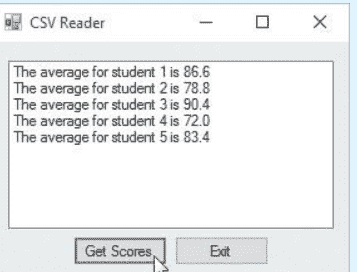 CSV Reader
The average for student 1 is 86.6
The average for student 2 is 78.8
The average for student 3 is 90.4
The average for student 4 is 72.0
The average for student 5 is 83.4
Get Scores
Exit